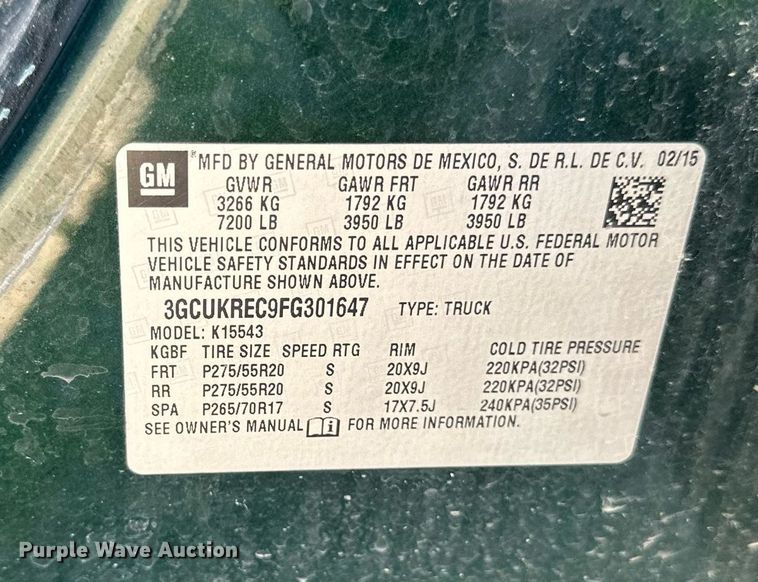 GM ® MFD BY GENERAL MOTORS DE MEXICO, S. DE R.L. DE C.V. 02/15
GVWR GAWR FRT GAWR RR
3266 KG 1792 KG 1792 KG
7200 LB 3950 LB 3950 LB
THIS VEHICLE CONFORMS TO ALL APPLICABLE U.S. FEDERAL MOTOR
VEHICLE SAFETY STANDARDS IN EFFECT ON THE DATE OF
MANUFACTURE SHOWN ABOVE.
3GCUKREC9FG301647 TYPE: TRUCK
MODEL: K15543
KGBF TIRE SIZE SPEED RTG RIM COLD TIRE PRESSURE
FRT P275/55R20 S 20X9J 220KPA(32PSI)
RR P275/55R20 S 20X9J 220KPA(32PSI)
SPA P265/70R17 S 17X7.5J 240KPA(35PSI)
SEE OWNER'S MANUAL i FOR MORE INFORMATION.
Purple Wave Auction